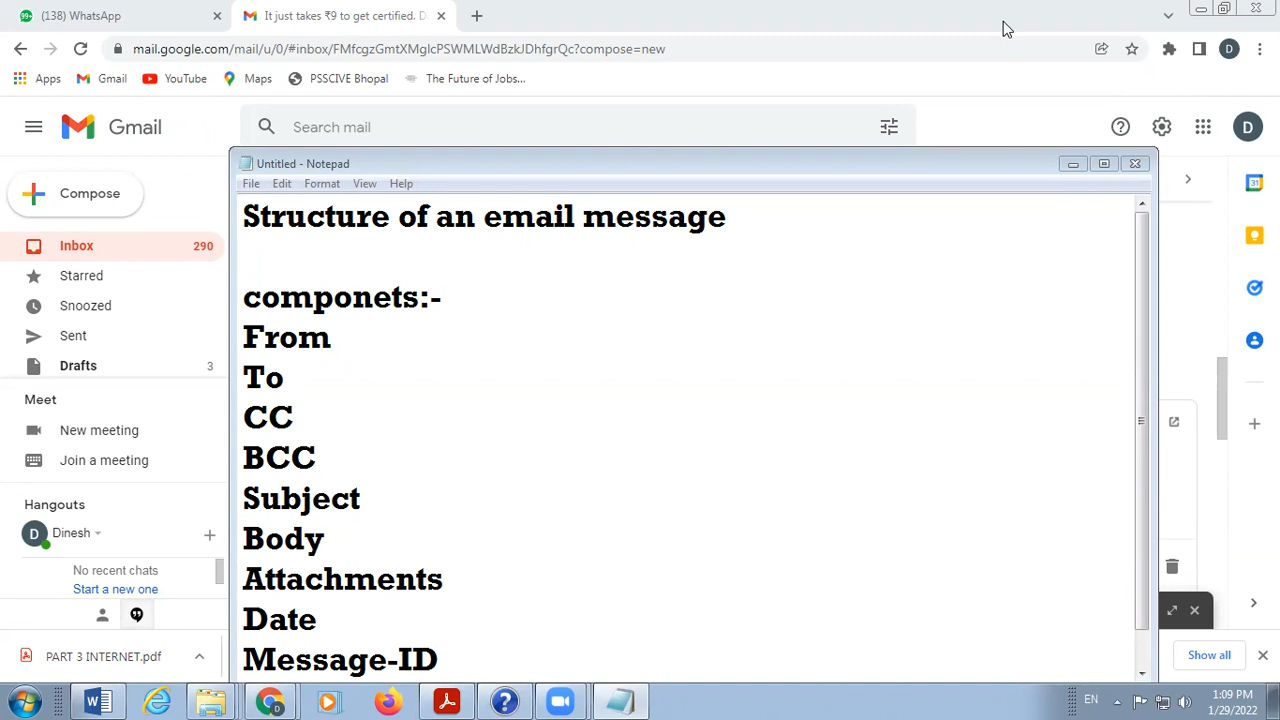 99+
(138) WhatsApp
It just takes ₹9 to get certified. D
mail.google.com/mail/u/0/#inbox/FMfcgzGmtXMglcPSWMLWdBzkJDhfgrQc?compose=new
D
Apps
Gmail
YouTube
Maps
PSSCIVE Bhopal
The Future of Jobs...
Gmail
Search mail
D
Untitled - Notepad
File Edit Format View Help
Compose
Structure of an email message
31
Inbox 290
Starred
componets:-
Snoozed
From
Sent
Drafts 3
To
Meet
CC
New meeting
BCC
Join a meeting
Subject
Hangouts
D Dinesh
Body
No recent chats
Attachments
Start a new one
Date
PART 3 INTERNET.pdf
Message-ID
Show all
W
D
EN
1:09 PM
1/29/2022